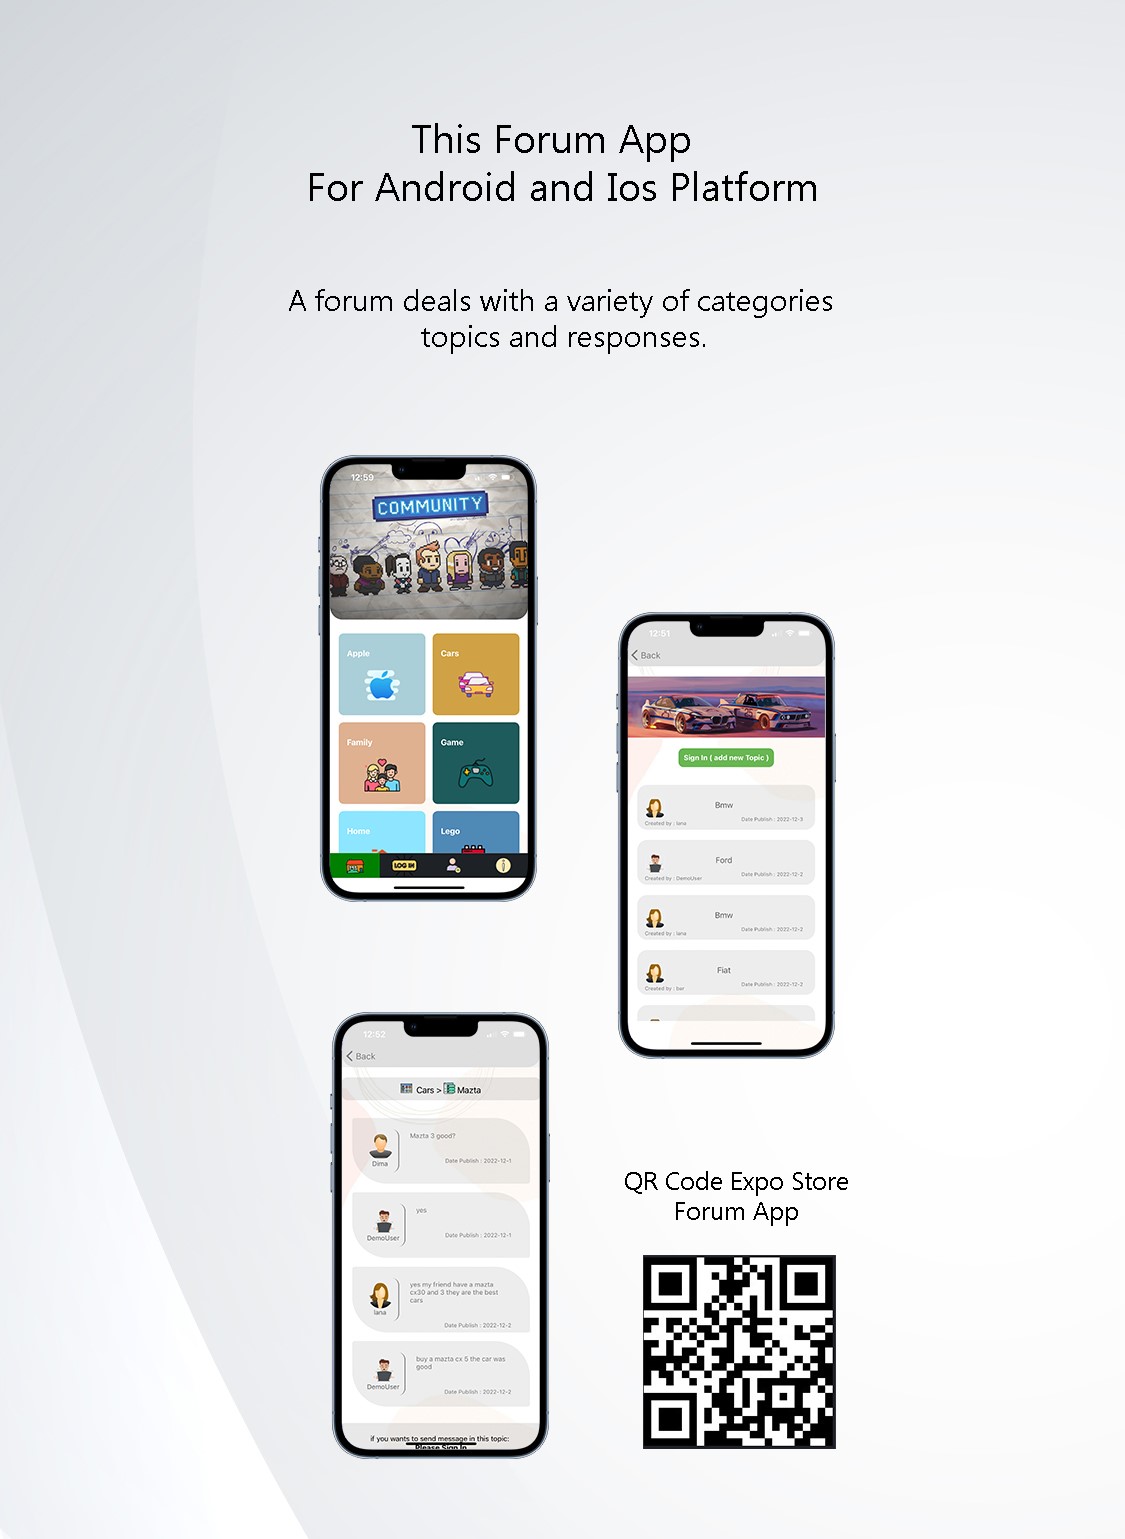 This Forum App
For Android and Ios Platform
A forum deals with a variety of categories
topics and responses.
12:59
COMMUNITY
Apple
Cars
Family
Game
Home
Lego
LOG IN
12:51
Back
Sign In ( add new Topic )
Bmw
Created by : lana
Date Publish : 2022-12-3
Ford
Created by : DemoUser
Date Publish : 2022-12-2
Bmw
Created by : lana
Date Publish : 2022-12-2
Fiat
Created by : bar
Date Publish : 2022-12-2
12:52
Back
Cars > Mazta
Mazta 3 good?
Dima
Date Publish : 2022-12-1
yes
DemoUser
Date Publish : 2022-12-1
yes my friend have a mazta
cx30 and 3 they are the best
cars
lana
Date Publish : 2022-12-2
buy a mazta cx 5 the car was
good
DemoUser
Date Publish : 2022-12-2
if you wants to send message in this topic:
Please Sign In
QR Code Expo Store
Forum App